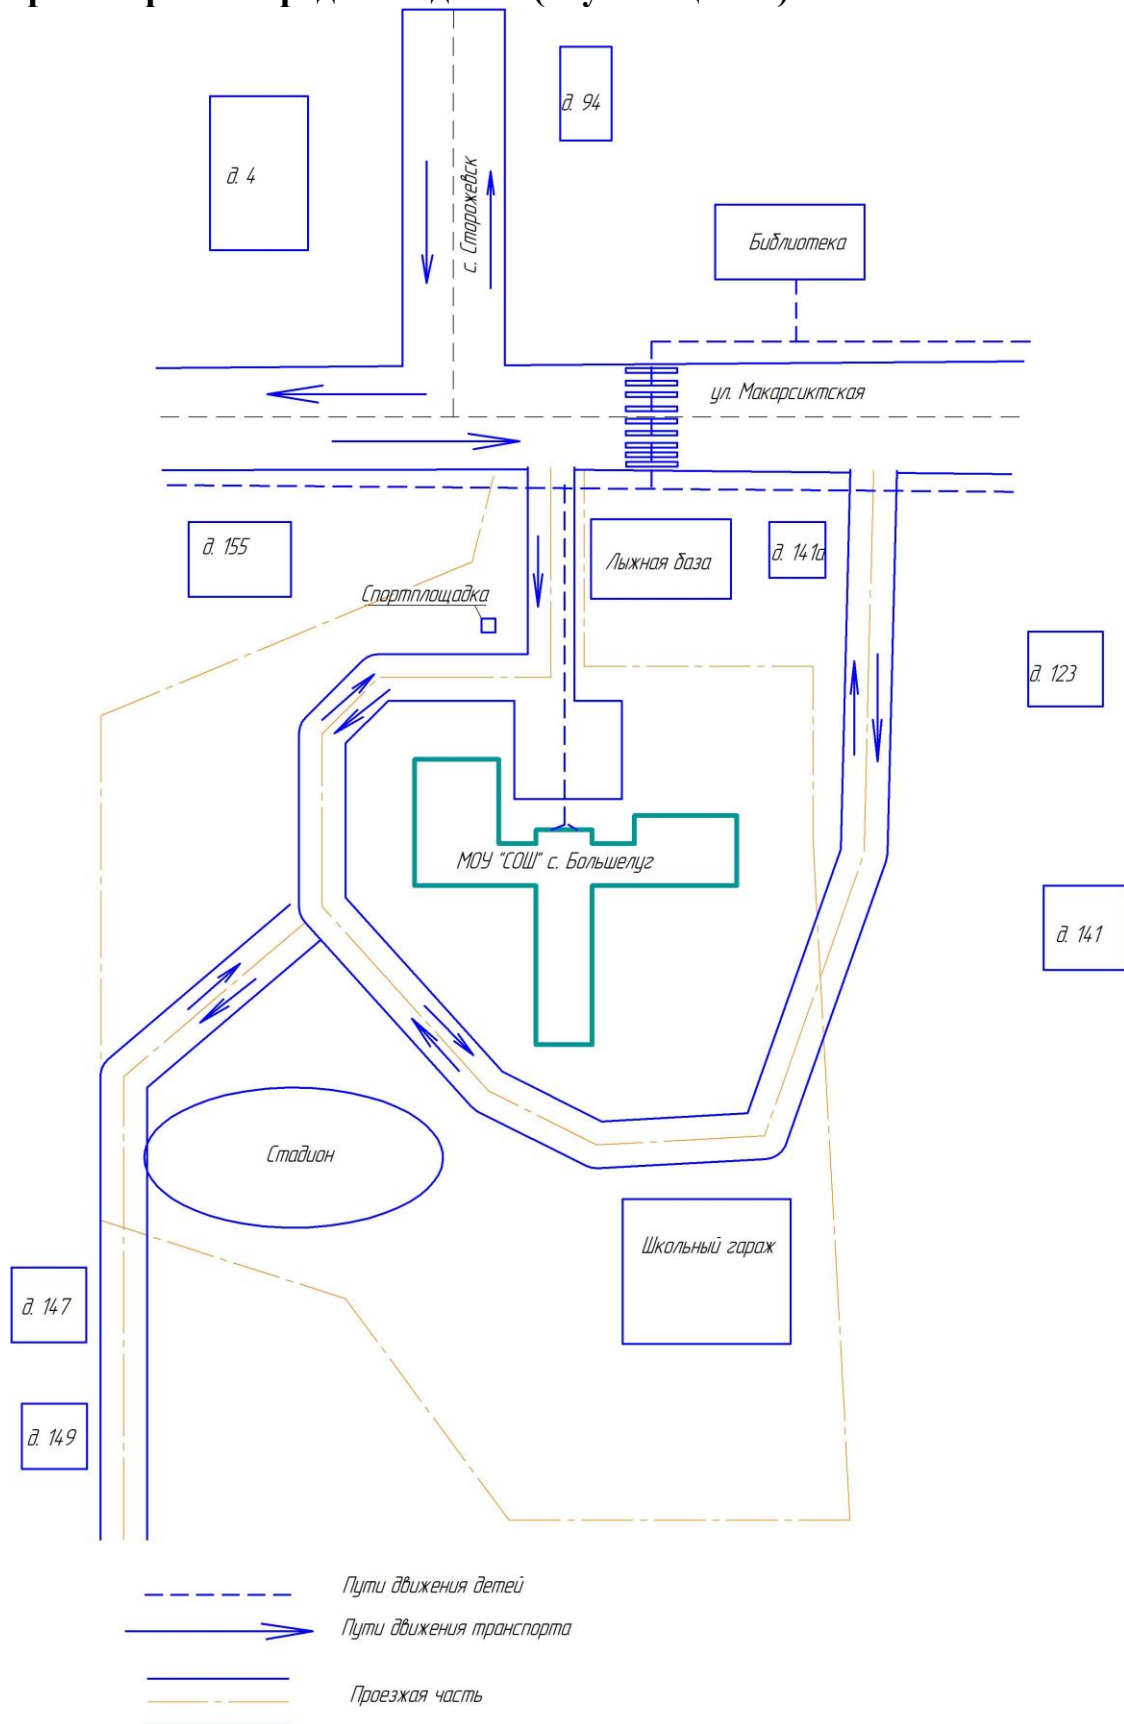 д. 94
д. 4
с. Сторожевск
Библиотека
ул. Макарсиктская
д. 155
Лыжная база
д. 141а
Спортплощадка
д. 123
МОУ "СОШ" с. Большелуг
д. 141
Стадион
Школьный гараж
д. 147
д. 149
Пути движения детей
Пути движения транспорта
Проезжая часть